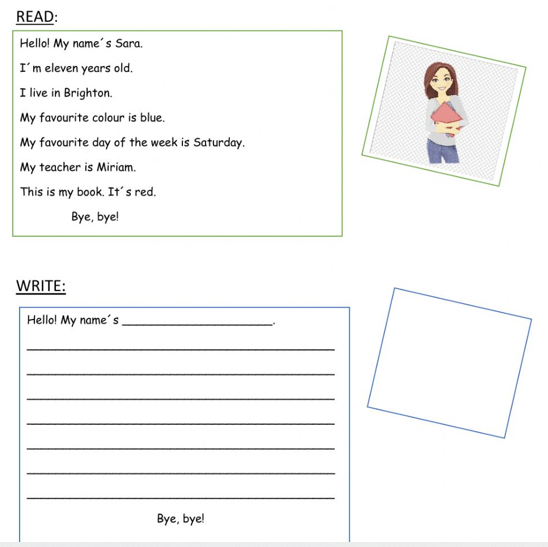 READ:
Hello! My name´s Sara.
I´m eleven years old.
I live in Brighton.
My favourite colour is blue.
My favourite day of the week is Saturday.
My teacher is Miriam.
This is my book. It´s red.
Bye, bye!
WRITE:
Hello! My name´s ______________________.
Bye, bye!